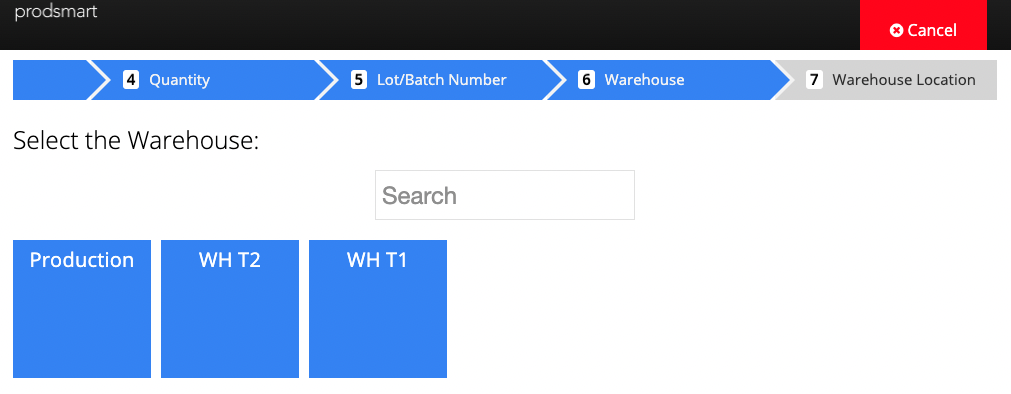 prodsmart
Cancel
4 Quantity
5 Lot/Batch Number
6 Warehouse
7 Warehouse Location
Select the Warehouse:
Search
Production
WH T2
WH T1